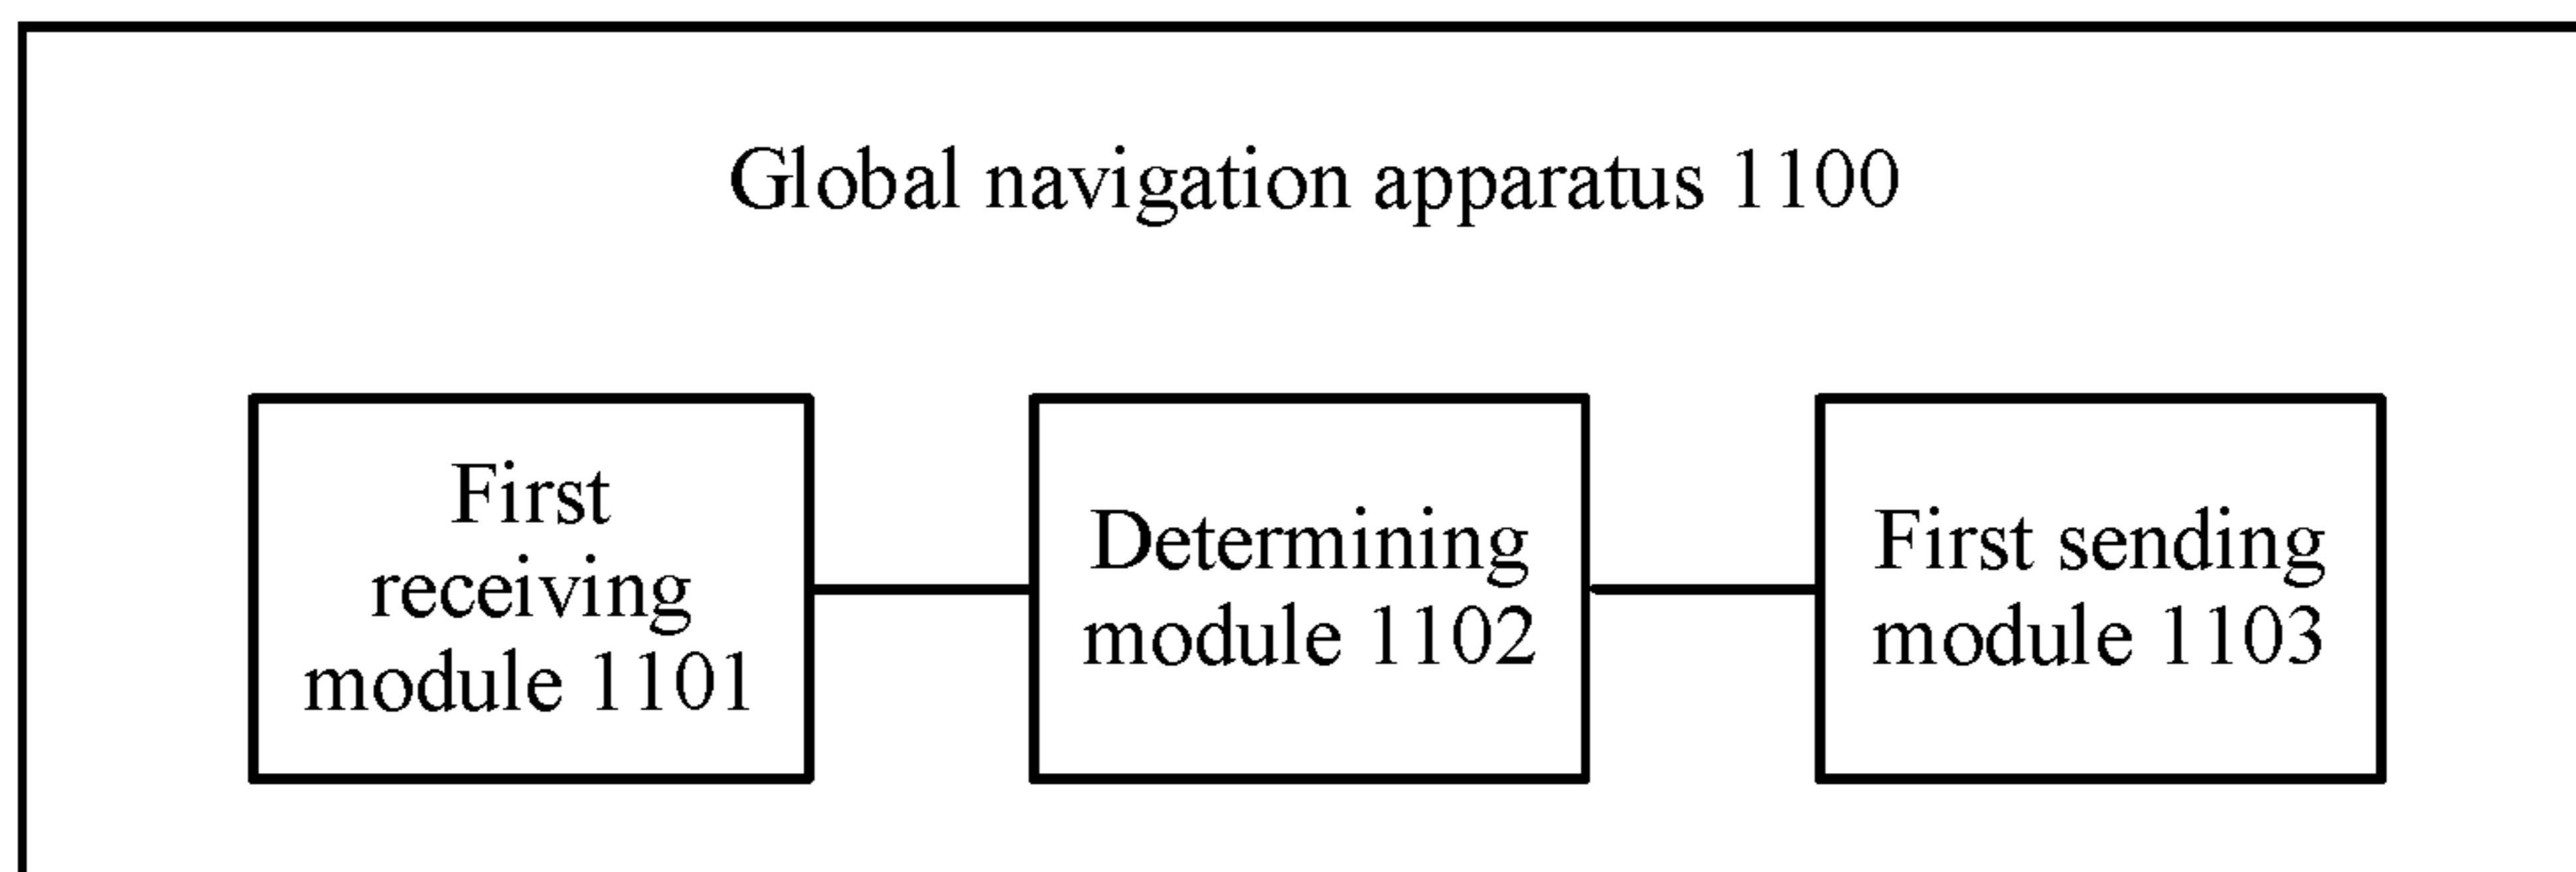 Global navigation apparatus 1100
First
receiving
module 1101
Determining
module 1102
First sending
module 1103